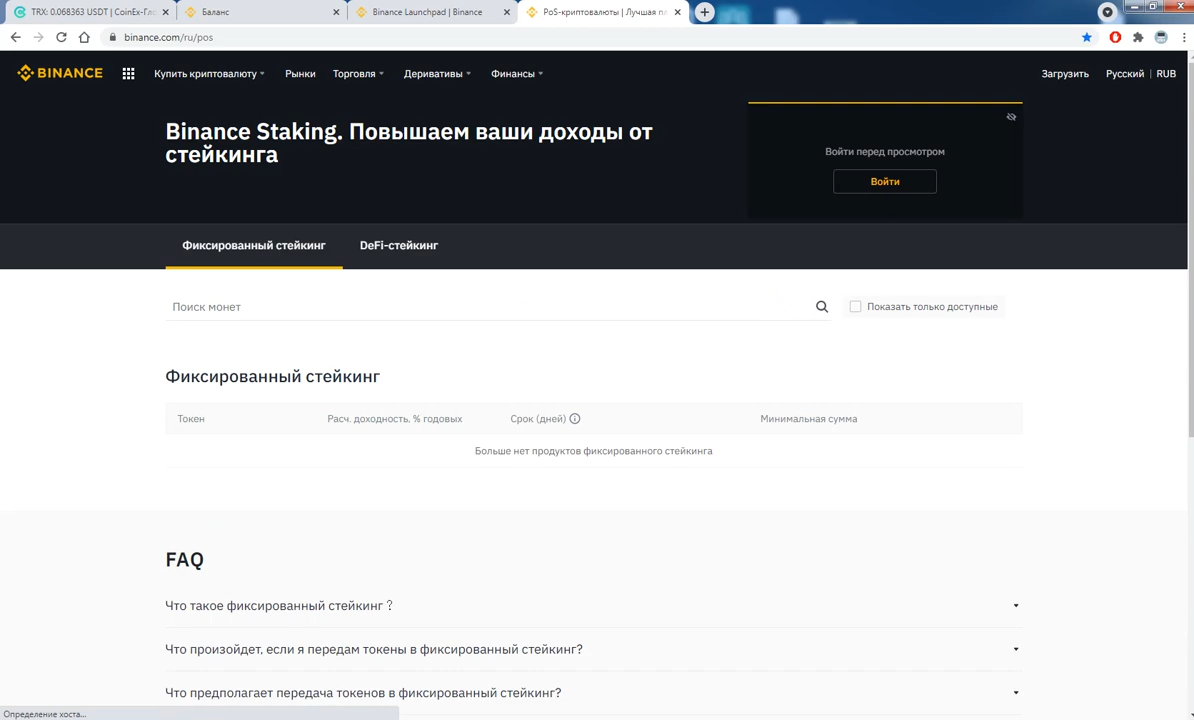 TRX: 0.068363 USDT | CoinEx-Гло
Баланс
Binance Launchpad | Binance
PoS-криптовалюты | Лучшая пл
binance.com/ru/pos
BINANCE
Купить криптовалюту
Рынки
Торговля
Деривативы
Финансы
Загрузить
Русский | RUB
Binance Staking. Повышаем ваши доходы от
стейкинга
Войти перед просмотром
Войти
Фиксированный стейкинг
DeFi-стейкинг
Поиск монет
Показать только доступные
Фиксированный стейкинг
Токен
Расч. доходность, % годовых
Срок (дней)
Минимальная сумма
Больше нет продуктов фиксированного стейкинга
FAQ
Что такое фиксированный стейкинг？
Что произойдет, если я передам токены в фиксированный стейкинг?
Что предполагает передача токенов в фиксированный стейкинг?
Определение хоста...